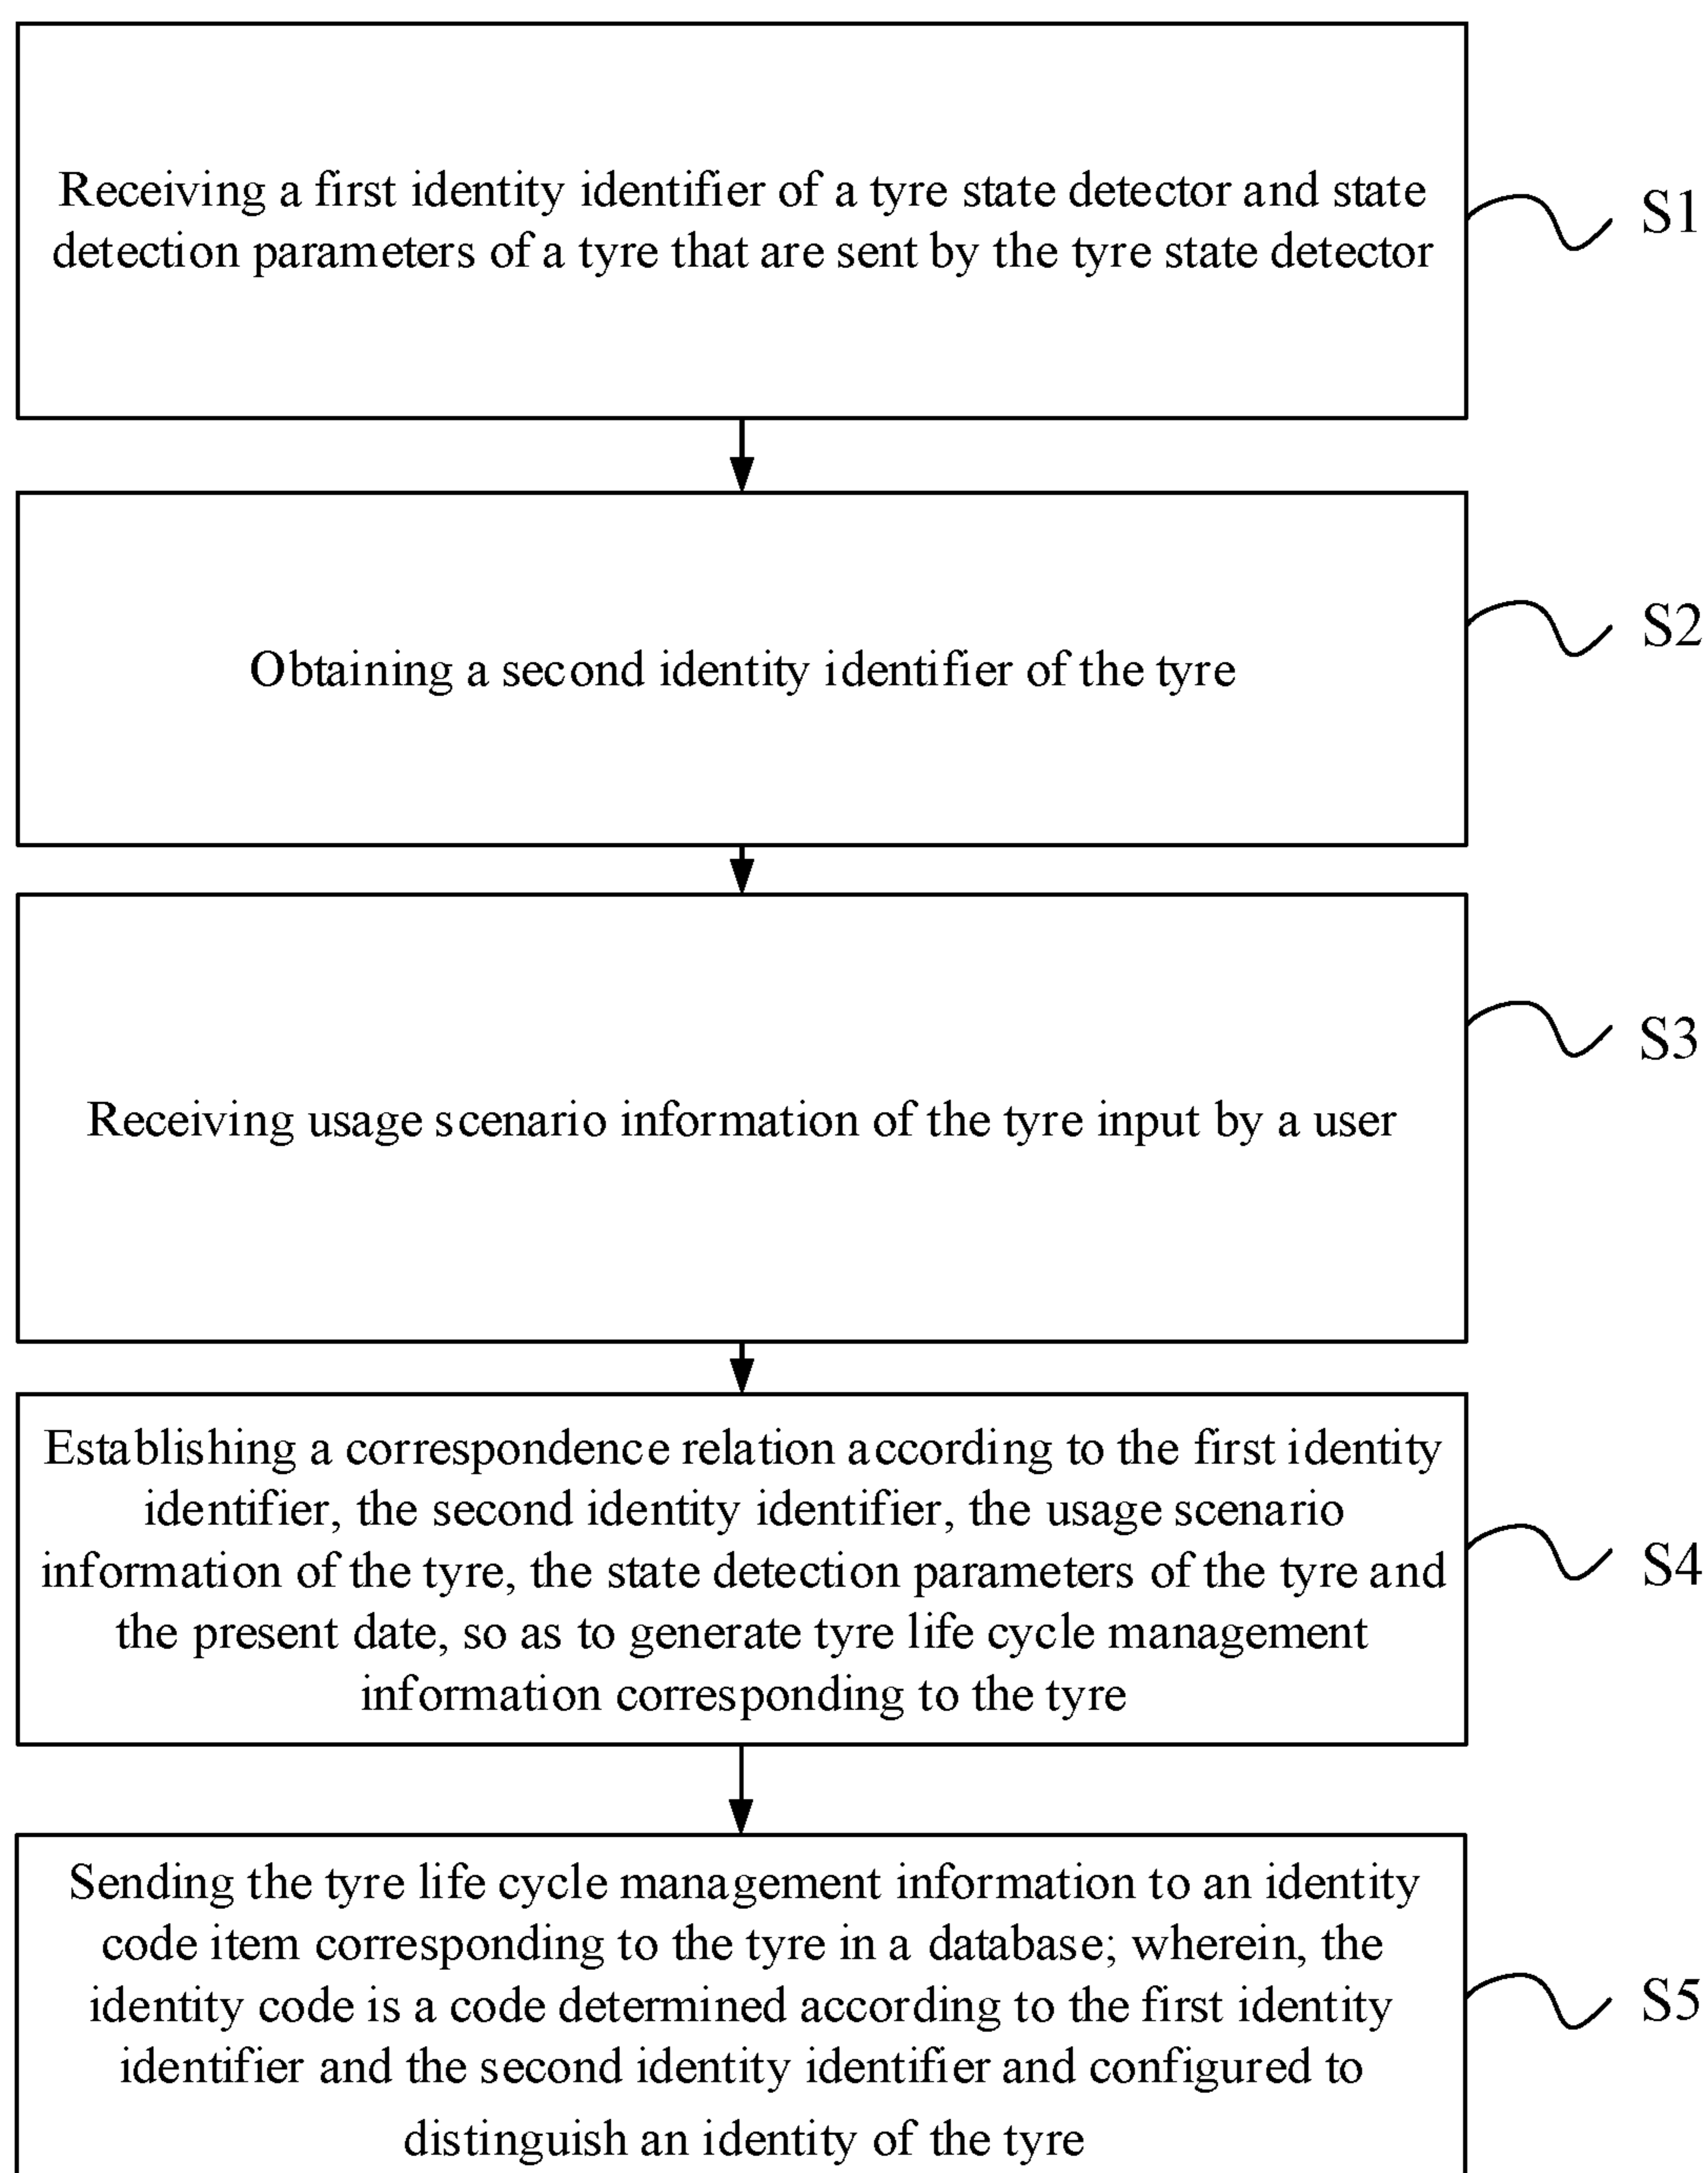 Receiving a first identity identifier of a tyre state detector and state
detection parameters of a tyre that are sent by the tyre state detector
S1
Obtaining a second identity identifier of the tyre
S2
Receiving usage scenario information of the tyre input by a user
S3
Establishing a correspondence relation according to the first identity
identifier, the second identity identifier, the usage scenario
information of the tyre, the state detection parameters of the tyre and
the present date, so as to generate tyre life cycle management
information corresponding to the tyre
S4
Sending the tyre life cycle management information to an identity
code item corresponding to the tyre in a database; wherein, the
identity code is a code determined according to the first identity
identifier and the second identity identifier and configured to
distinguish an identity of the tyre
S5